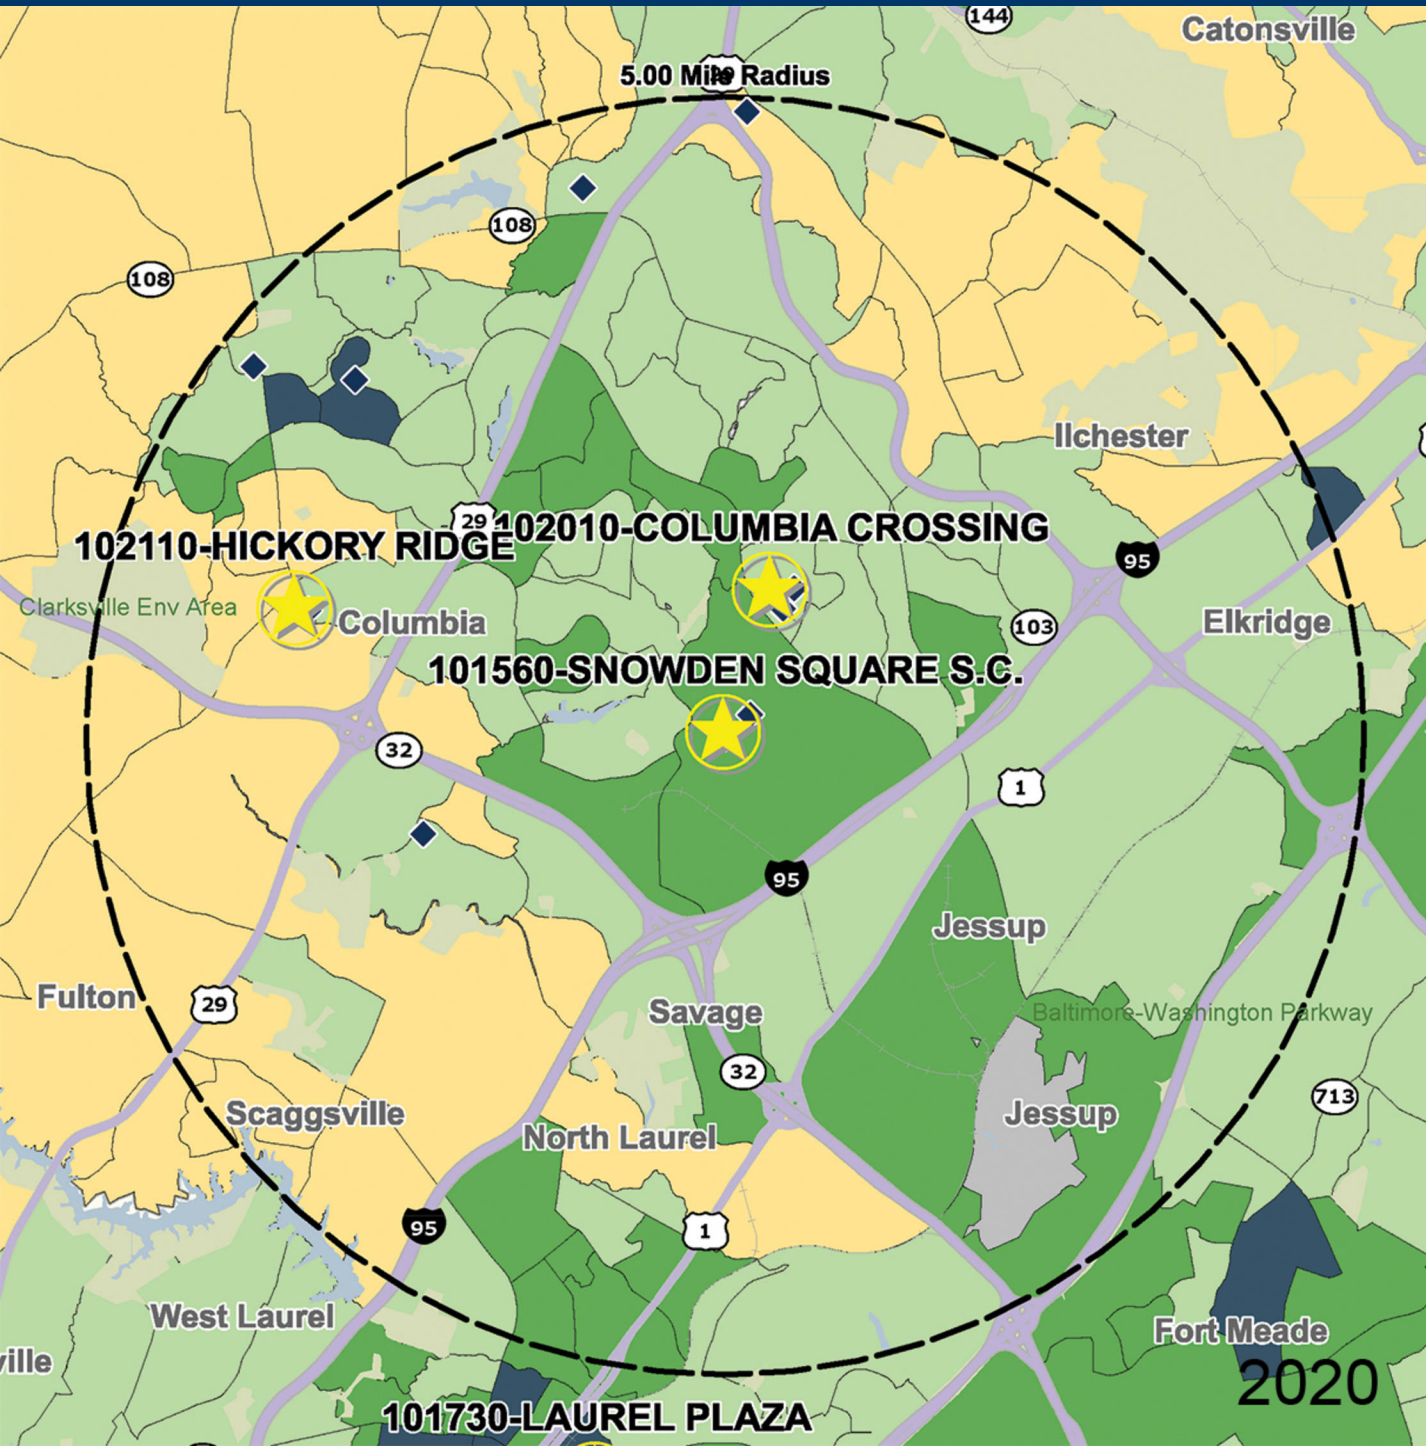 144
Catonsville
5.00 Mile Radius
108
108
Ilchester
29
102010-COLUMBIA CROSSING
102110-HICKORY RIDGE
95
Clarksville Env Area
Columbia
103
Elkridge
101560-SNOWDEN SQUARE S.C.
32
1
95
Jessup
Fulton
29
Savage
Baltimore-Washington Parkway
32
713
Scaggsville
Jessup
North Laurel
95
1
West Laurel
Fort Meade
ville
2020
101730-LAUREL PLAZA